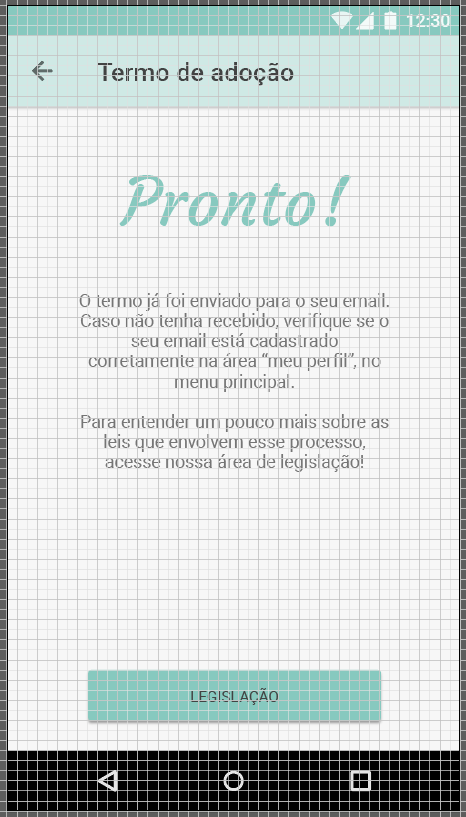 12:30
Termo de adoção
Pronto!
O termo já foi enviado para o seu email.
Caso não tenha recebido, verifique se o
seu email está cadastrado
corretamente na área “meu perfil”, no
menu principal.
Para entender um pouco mais sobre as
leis que envolvem esse processo,
acesse nossa área de legislação!
LEGISLAÇÃO